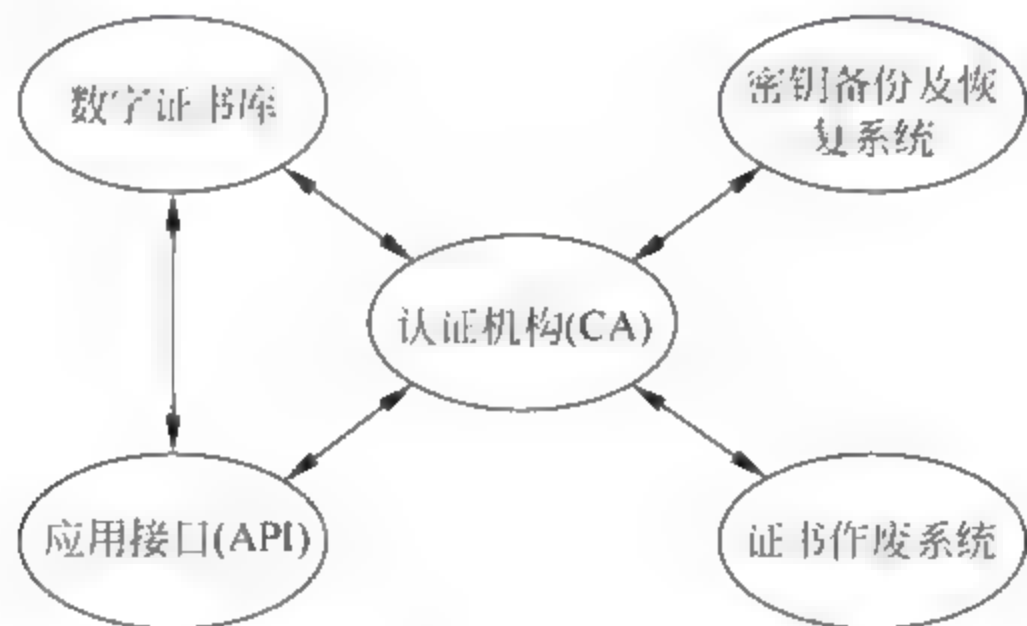 数字证书库
密钥备份及恢
复系统
认证机构(CA)
应用接口(API)
证书作废系统